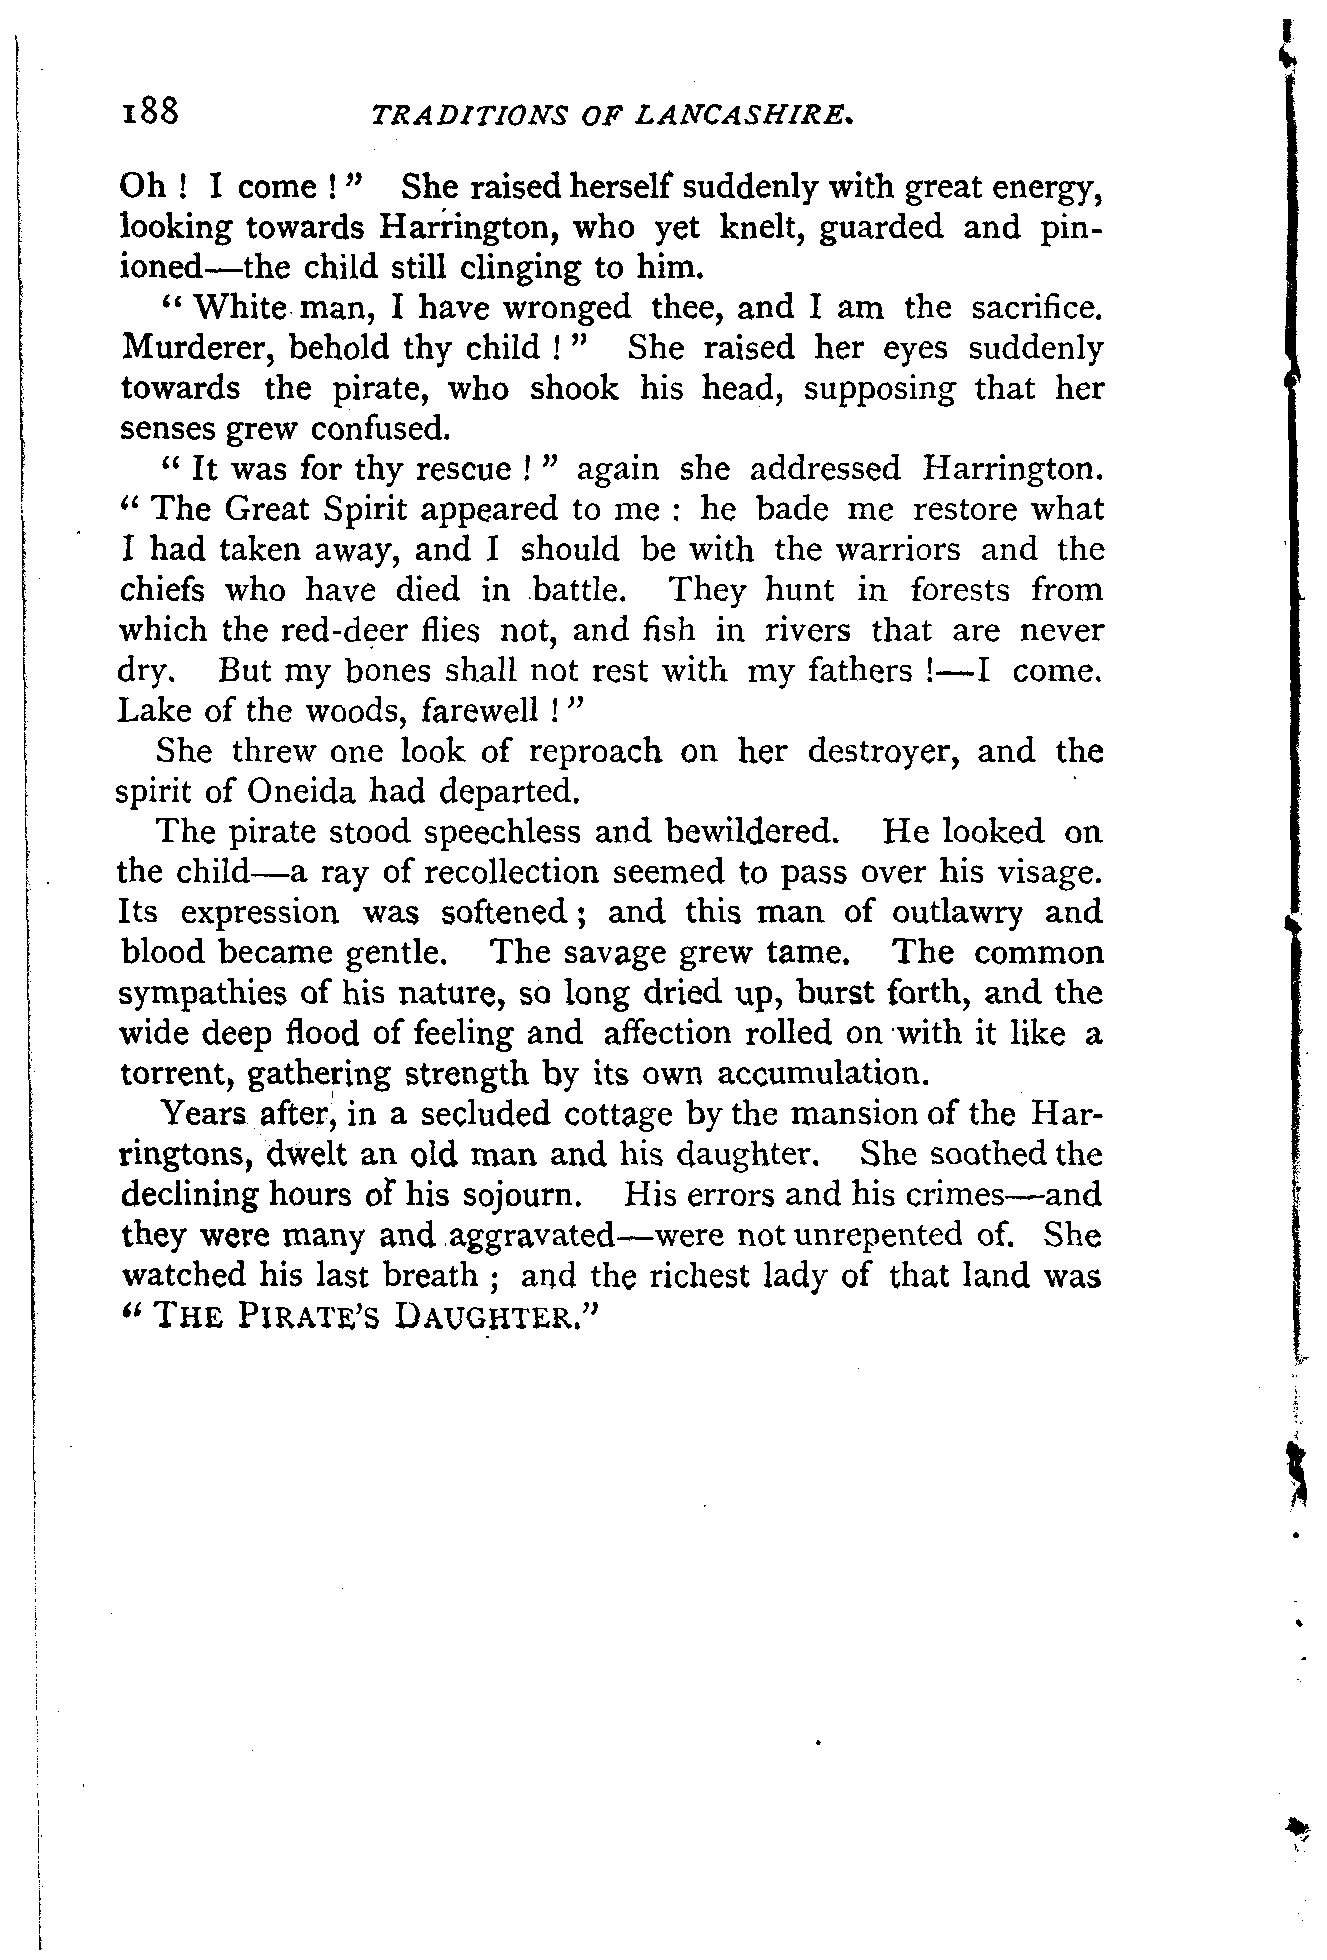 188 TRADITIONS OF LANCASHIRE.
Oh ! I come ! ” She raised herself suddenly with great energy,
looking towards Harrington, who yet knelt, guarded and pin-
ioned—the child still clinging to him.
“ White man, I have wronged thee, and I am the sacrifice.
Murderer, behold thy child ! ” She raised her eyes suddenly
towards the pirate, who shook his head, supposing that her
senses grew confused.
“ It was for thy rescue ! ” again she addressed Harrington.
“ The Great Spirit appeared to me : he bade me restore what
I had taken away, and I should be with the warriors and the
chiefs who have died in battle. They hunt in forests from
which the red-deer flies not, and fish in rivers that are never
dry. But my bones shall not rest with my fathers !—I come.
Lake of the woods, farewell ! ”
She threw one look of reproach on her destroyer, and the
spirit of Oneida had departed.
The pirate stood speechless and bewildered. He looked on
the child—a ray of recollection seemed to pass over his visage.
Its expression was softened ; and this man of outlawry and
blood became gentle. The savage grew tame. The common
sympathies of his nature, so long dried up, burst forth, and the
wide deep flood of feeling and affection rolled on with it like a
torrent, gathering strength by its own accumulation.
Years after, in a secluded cottage by the mansion of the Har-
ringtons, dwelt an old man and his daughter. She soothed the
declining hours of his sojourn. His errors and his crimes—and
they were many and aggravated—were not unrepented of. She
watched his last breath ; and the richest lady of that land was
“ THE PIRATE’S DAUGHTER.”